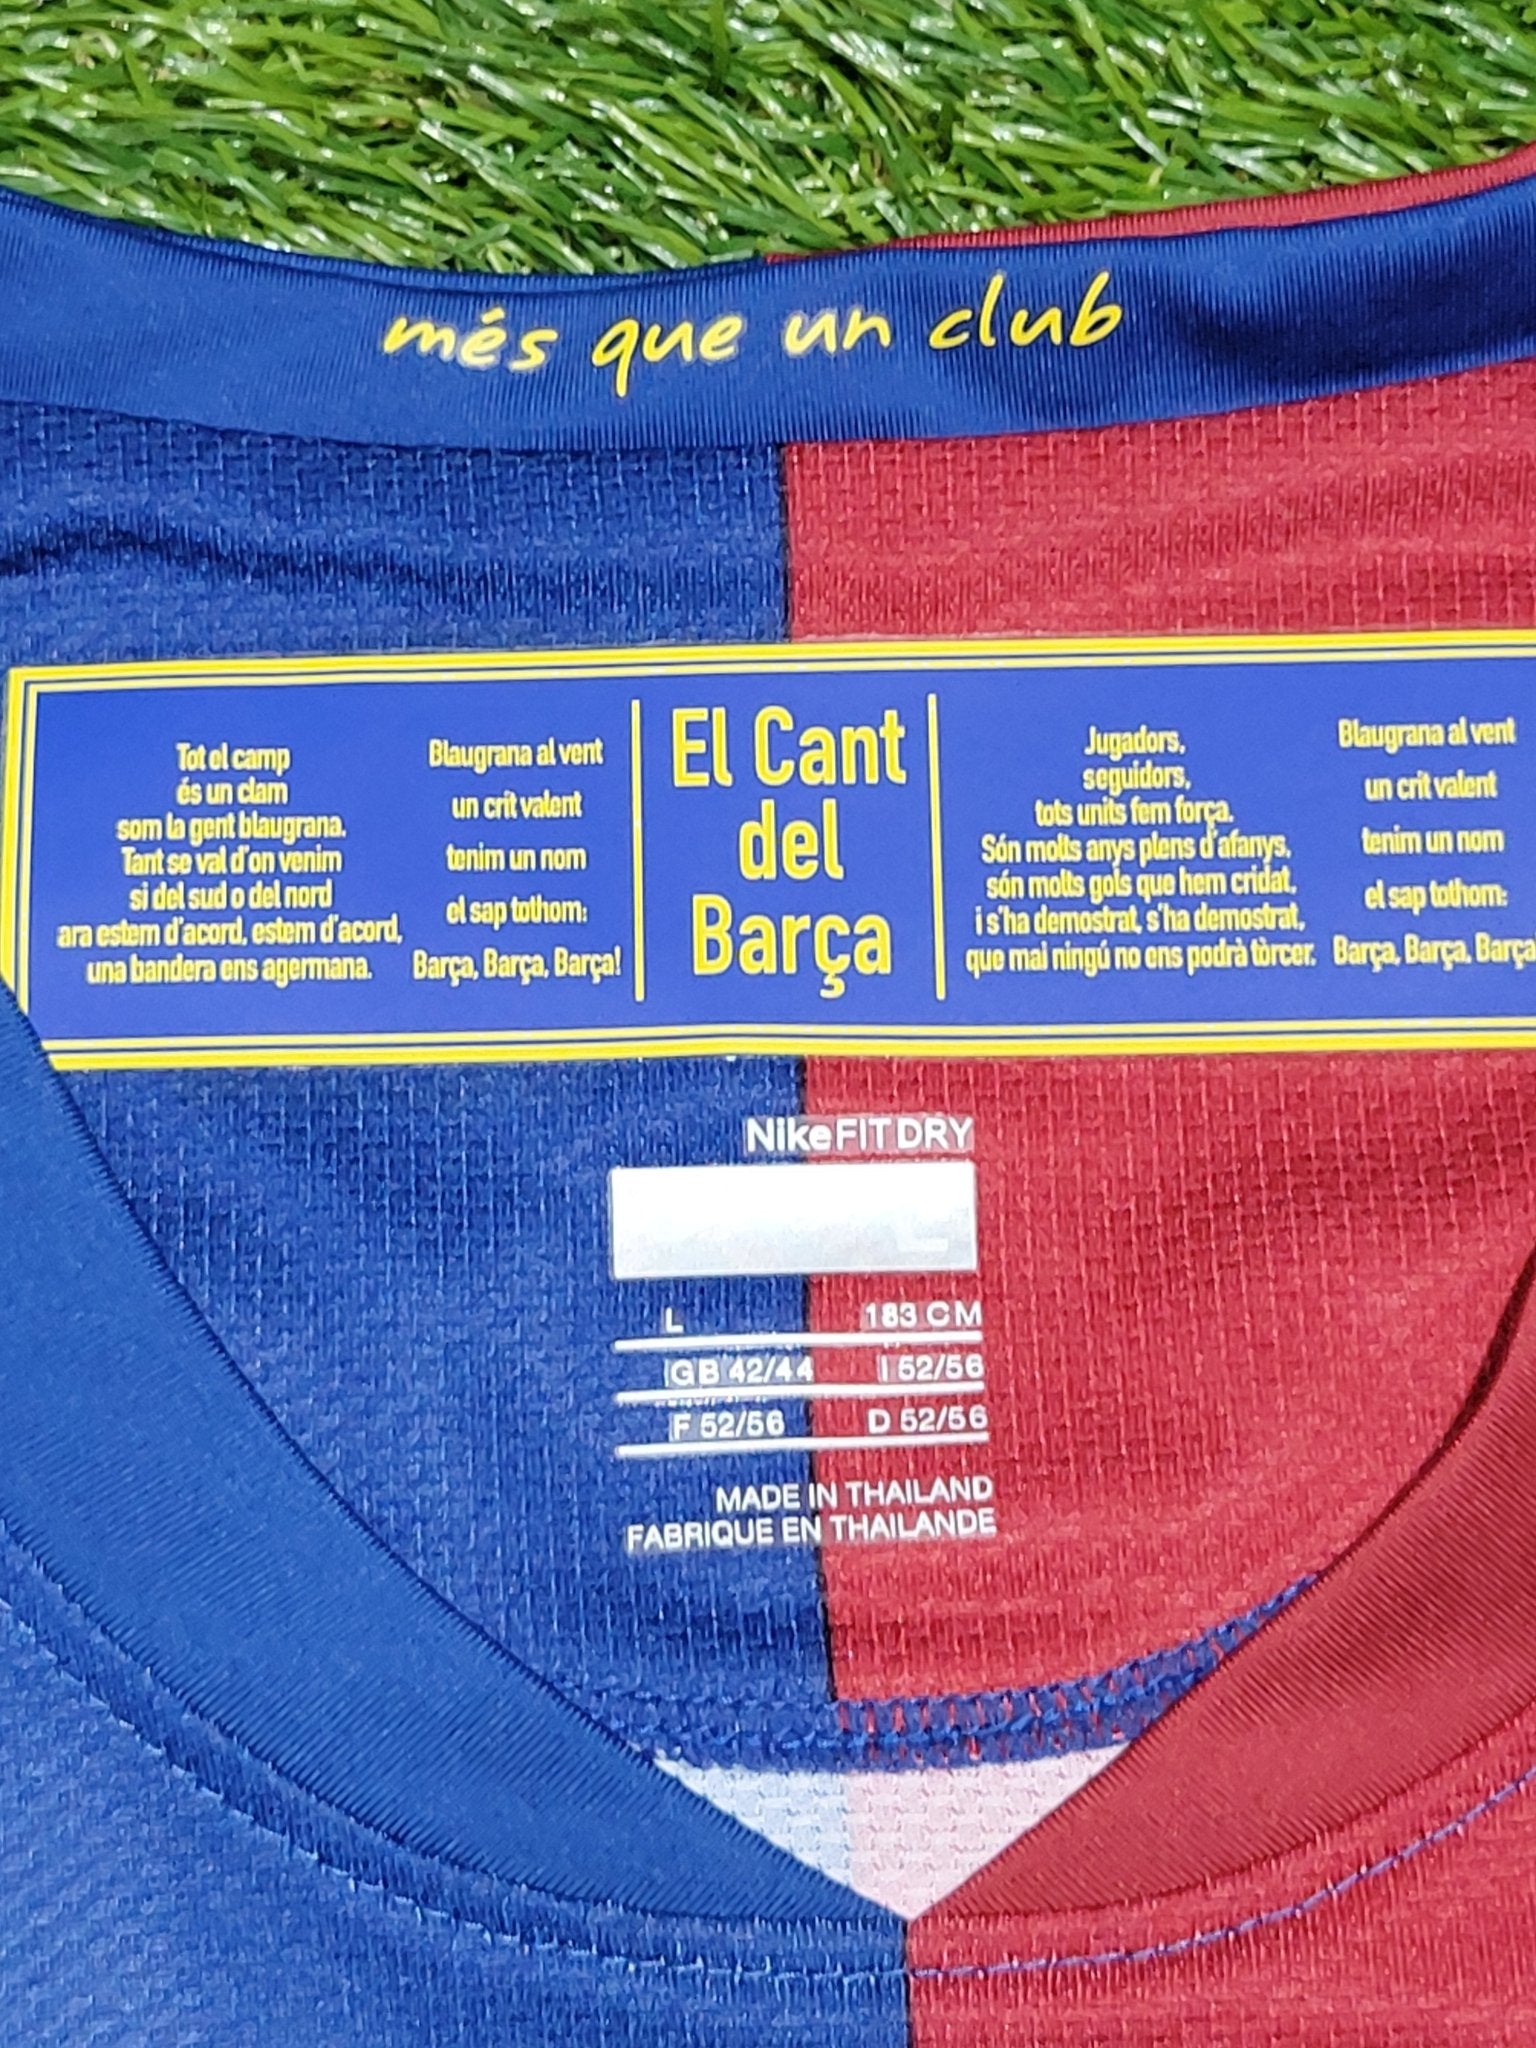 més que un club
Tot el camp
és un clam
som la gent blaugrana.
Tant se val d'on venim
si del sud o del nord
ara estem d'acord, estem d'acord,
una bandera ens agermana.
Blaugrana al vent
un crit valent
tenim un nom
el sap tothom:
Barça, Barça, Barça!
El Cant
del
Barça
Jugadors,
seguidors,
tots units fem força.
Són molts anys plens d'afanys,
són molts gols que hem cridat,
i s'ha demostrat, s'ha demostrat,
que mai ningú no ens podrà tòrcer.
Blaugrana al vent
un crit valent
tenim un nom
el sap tothom:
Barça, Barça, Barça
NikeFIT DRY
L 183 CM
GB 42/44 I 52/56
F 52/56 D 52/56
MADE IN THAILAND
FABRIQUE EN THAILANDE